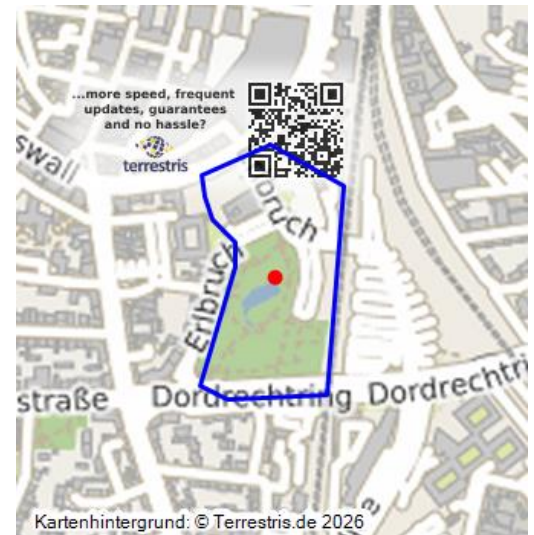 ...more speed, frequent
updates, guarantees
and no hassle?
terrestris
swall
bruch
Erlbruch
straße
Dordrechtring
Dordrechtri
Kartenhintergrund: © Terrestris.de 2026